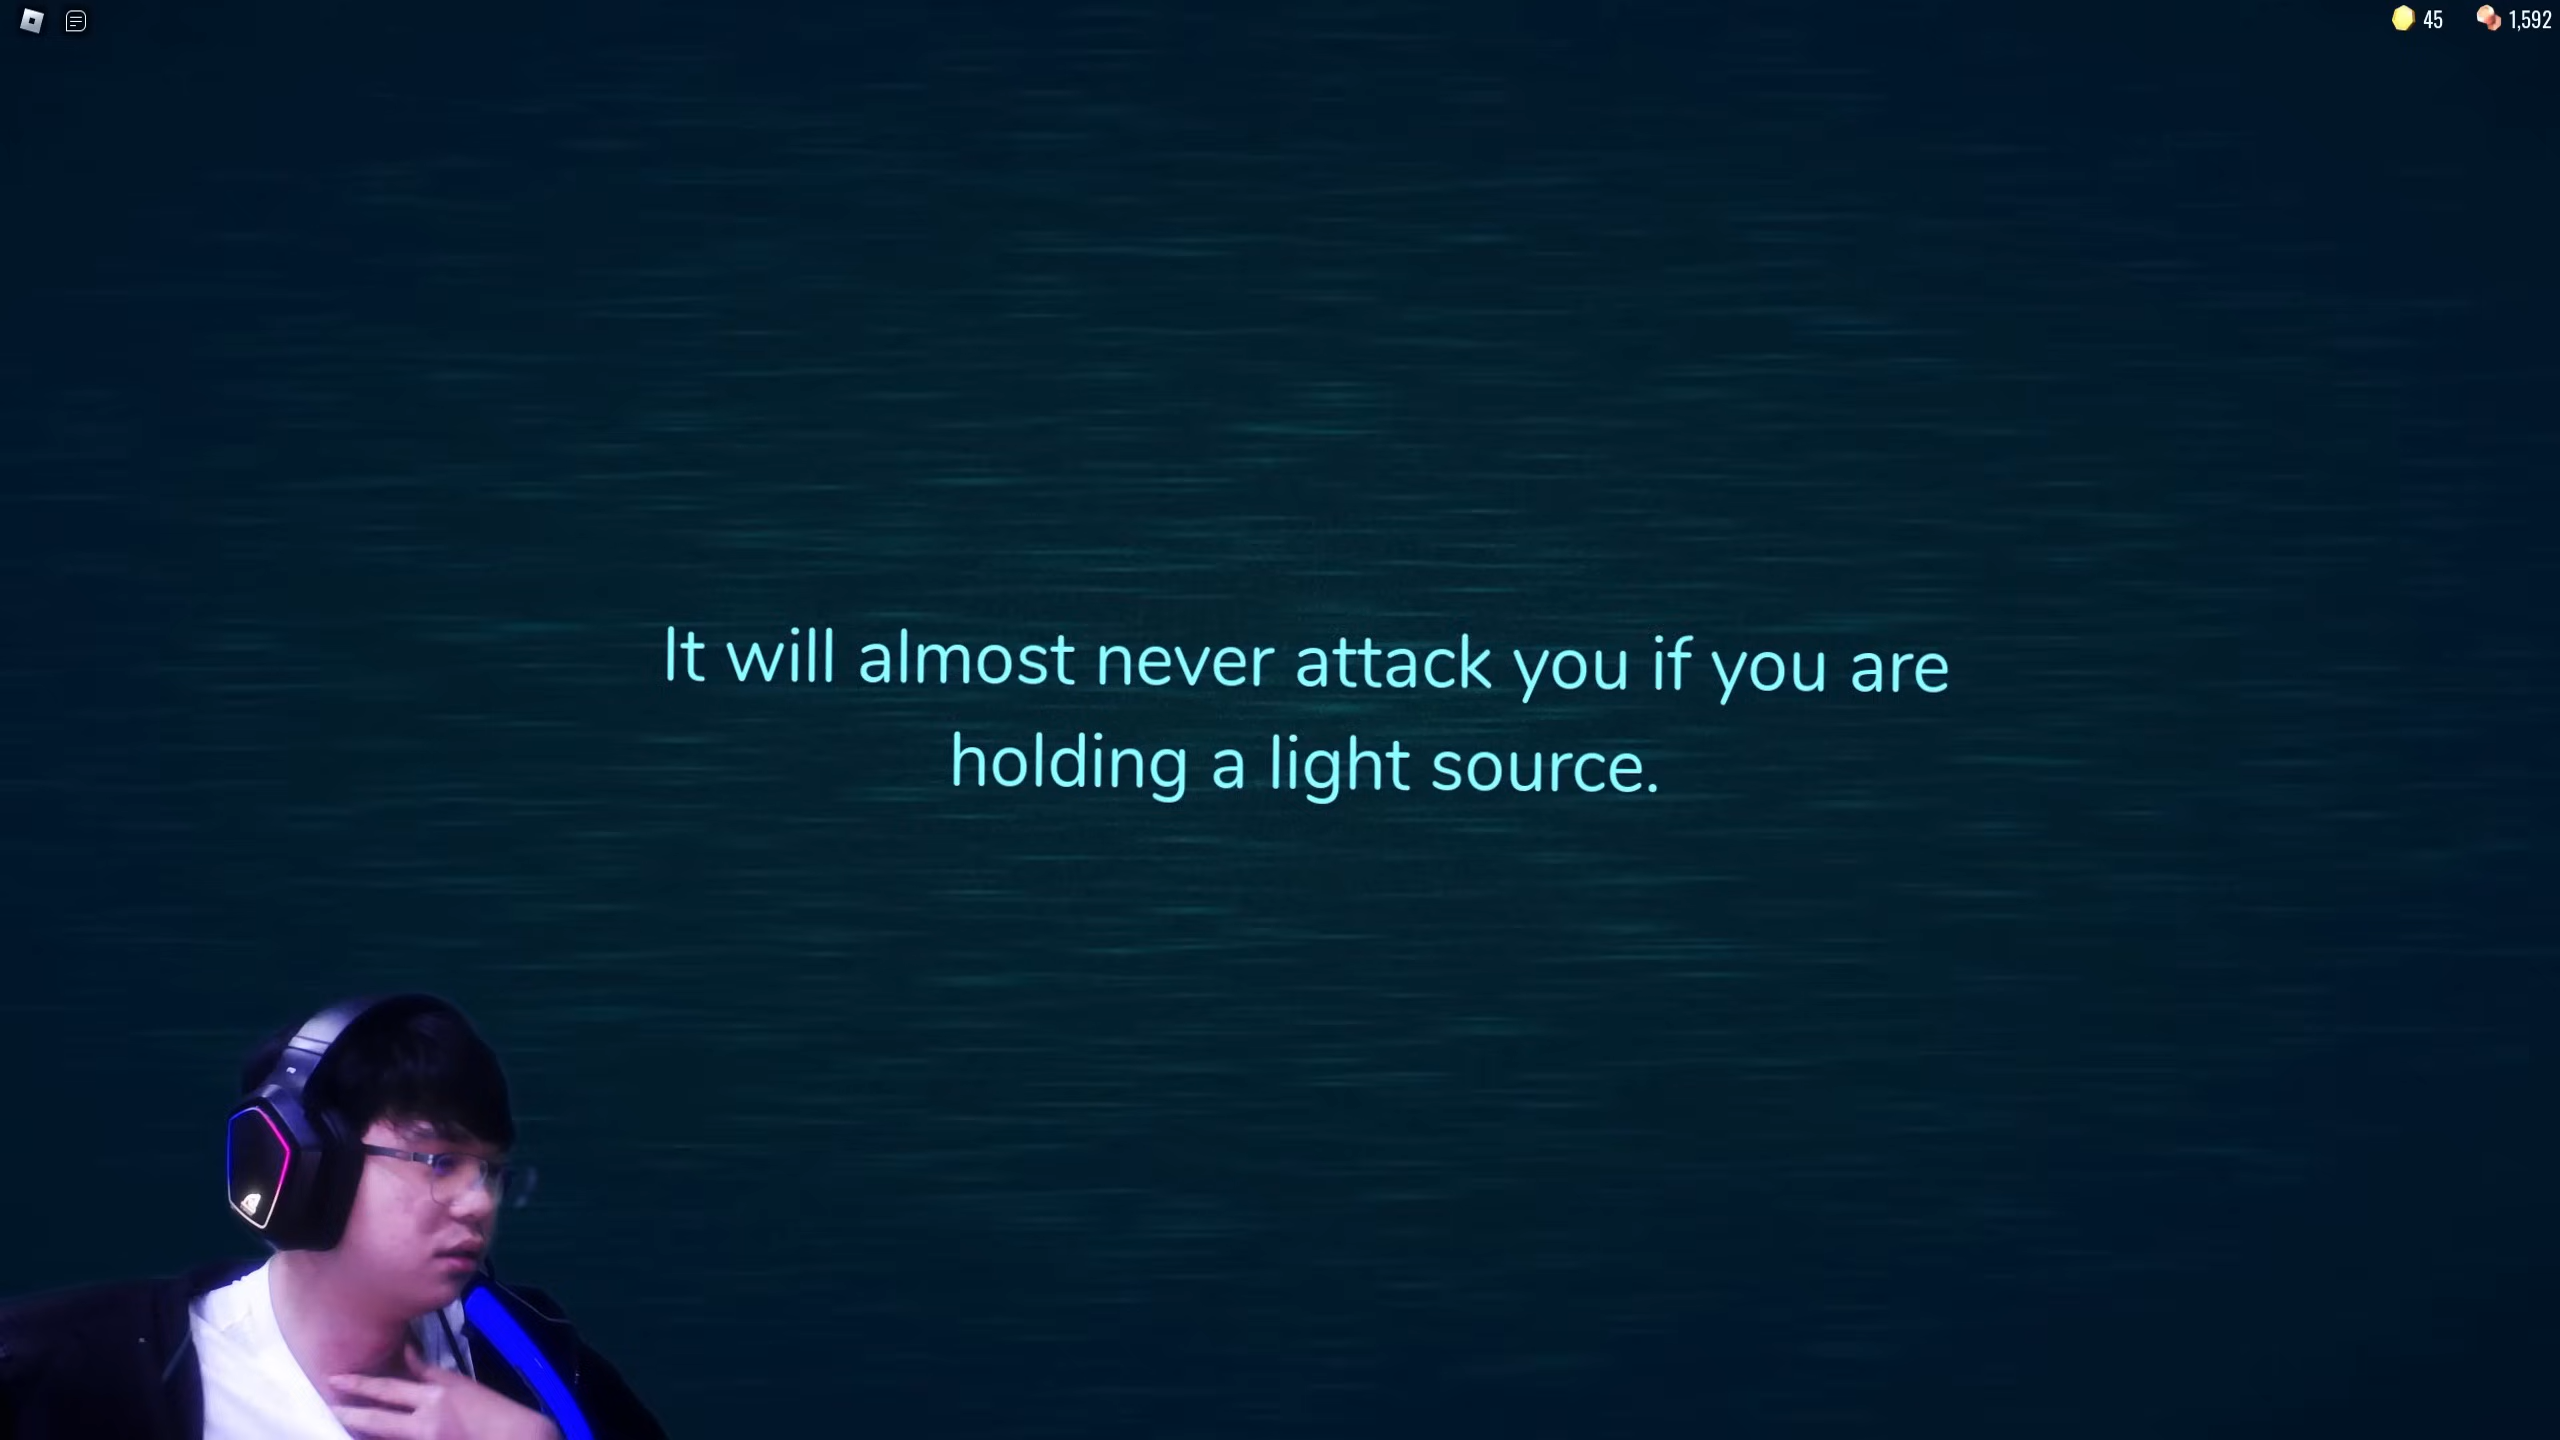 45 1,592
It will almost never attack you if you are
holding a light source.